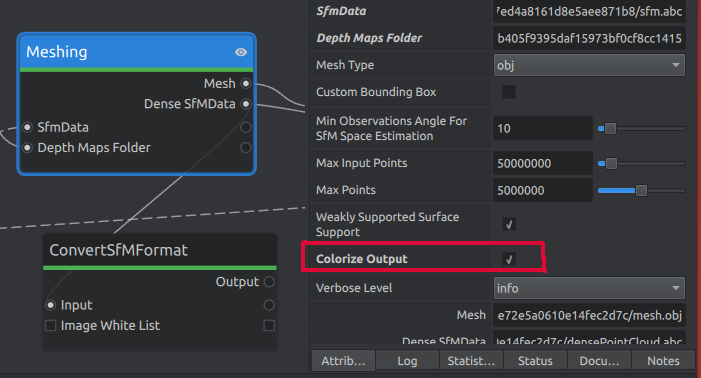 Meshing
Mesh
Dense SfMData
SfmData
Depth Maps Folder
ConvertSfMFormat
Output
Input
Image White List
SfmData 7ed4a8161d8e5aee871b8/sfm.abc
Depth Maps Folder b405f9395daf15973bf0cf8cc1415
Mesh Type obj
Custom Bounding Box
Min Observations Angle For
SfM Space Estimation 10
Max Input Points 50000000
Max Points 5000000
Weakly Supported Surface
Support
Colorize Output
Verbose Level info
Mesh e72e5a0610e14fec2d7c/mesh.obj
Dense SfMData e14fec2d7c/densePointCloud.abc
Attrib... Log Statist... Status Docu... Notes